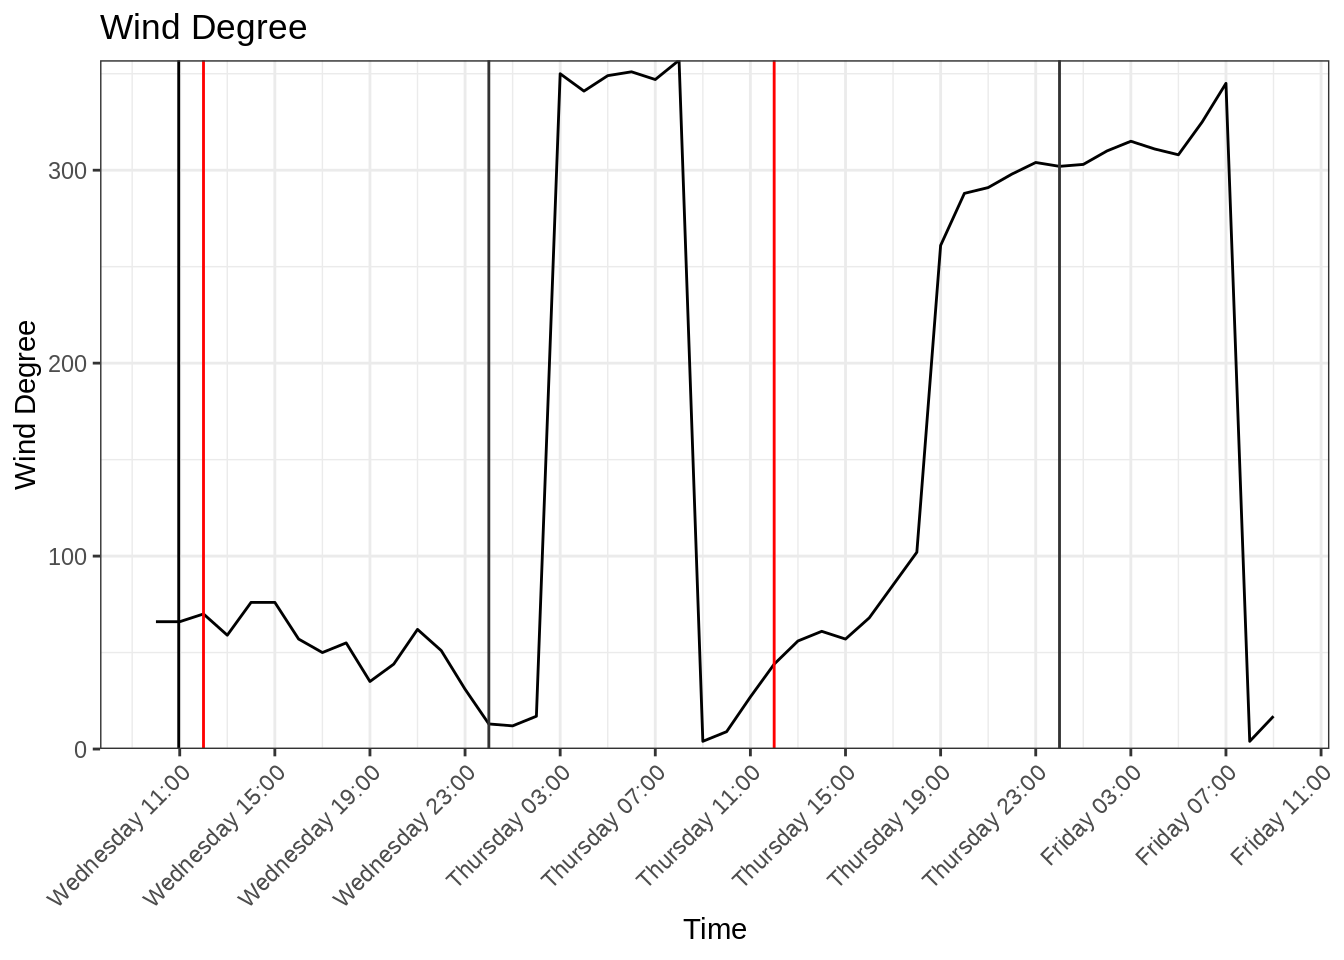 Wind Degree
Wind Degree
300
200
100
0
Wednesday 11:00
Wednesday 15:00
Wednesday 19:00
Wednesday 23:00
Thursday 03:00
Thursday 07:00
Thursday 11:00
Thursday 15:00
Thursday 19:00
Thursday 23:00
Friday 03:00
Friday 07:00
Friday 11:00
Time